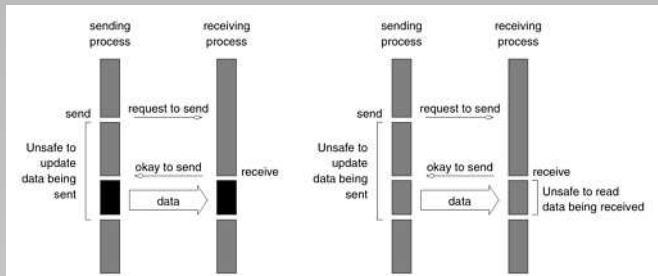 sending
process
receiving
process
send
request to send
Unsafe to
update
data being
sent
okay to send
receive
data
sending
process
receiving
process
send
request to send
Unsafe to
update
data being
sent
okay to send
receive
data
Unsafe to read
data being received